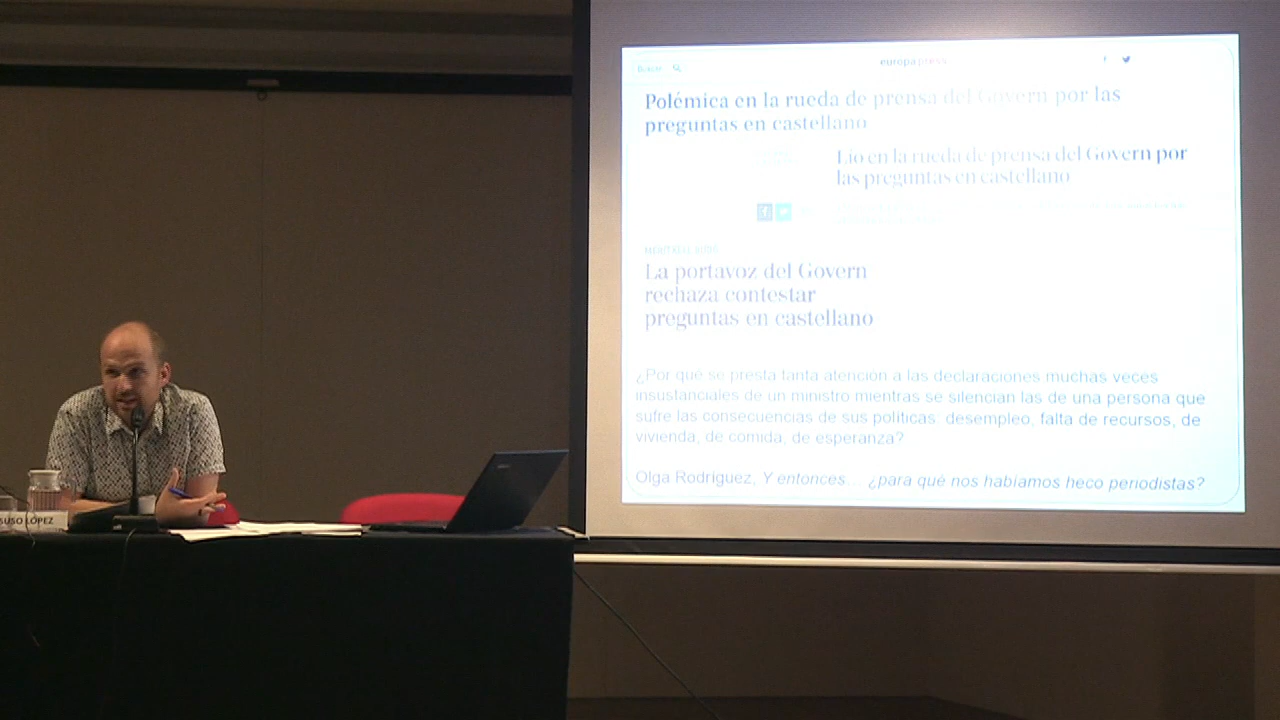 Buscar
europapress
Polémica en la rueda de prensa del Govern por las
preguntas en castellano
Lío en la rueda de prensa del Govern por
las preguntas en castellano
La portavoz del Govern
rechaza contestar
preguntas en castellano
¿Por qué se presta tanta atención a las declaraciones muchas veces
insustanciales de un ministro mientras se silencian las de una persona que
sufre las consecuencias de sus políticas: desempleo, falta de recursos, de
vivienda, de comida, de esperanza?
Olga Rodríguez, Y entonces... ¿para qué nos habíamos heco periodistas?
SUSO LÓPEZ